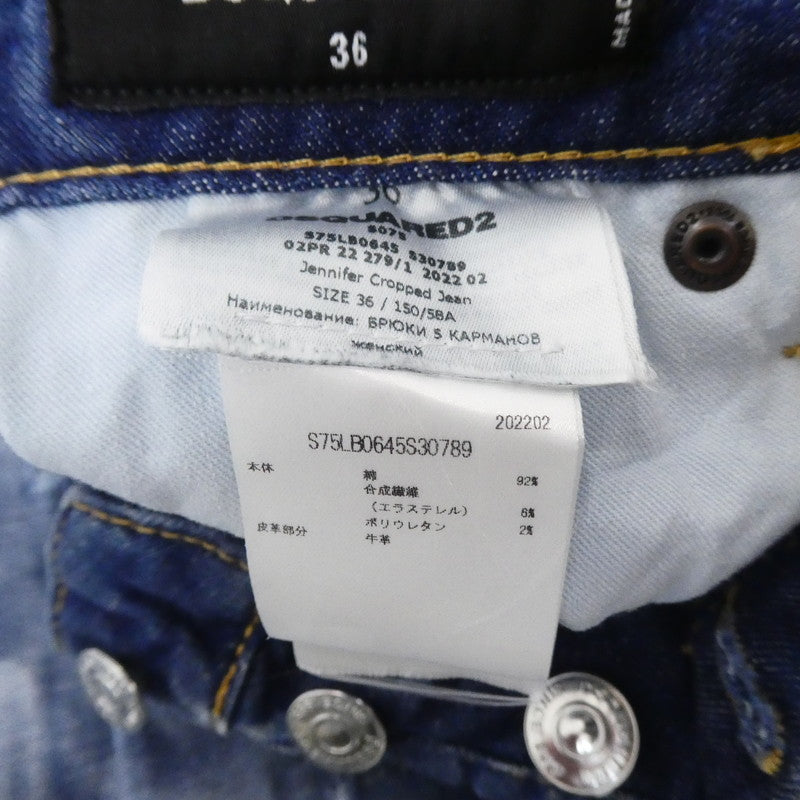 36
MAD
36
DSQUARED2
S075
S75LB0645 S30789
02PR 22 279/1 2022 02
Jennifer Cropped Jean
SIZE 36 / 150/58A
Наименование: БРЮКИ 5 КАРМАНОВ
женский
202202
S75LB0645S30789
本体 綿 92%
合成繊維
(エラステレル) 6%
ポリウレタン 2%
皮革部分 牛革